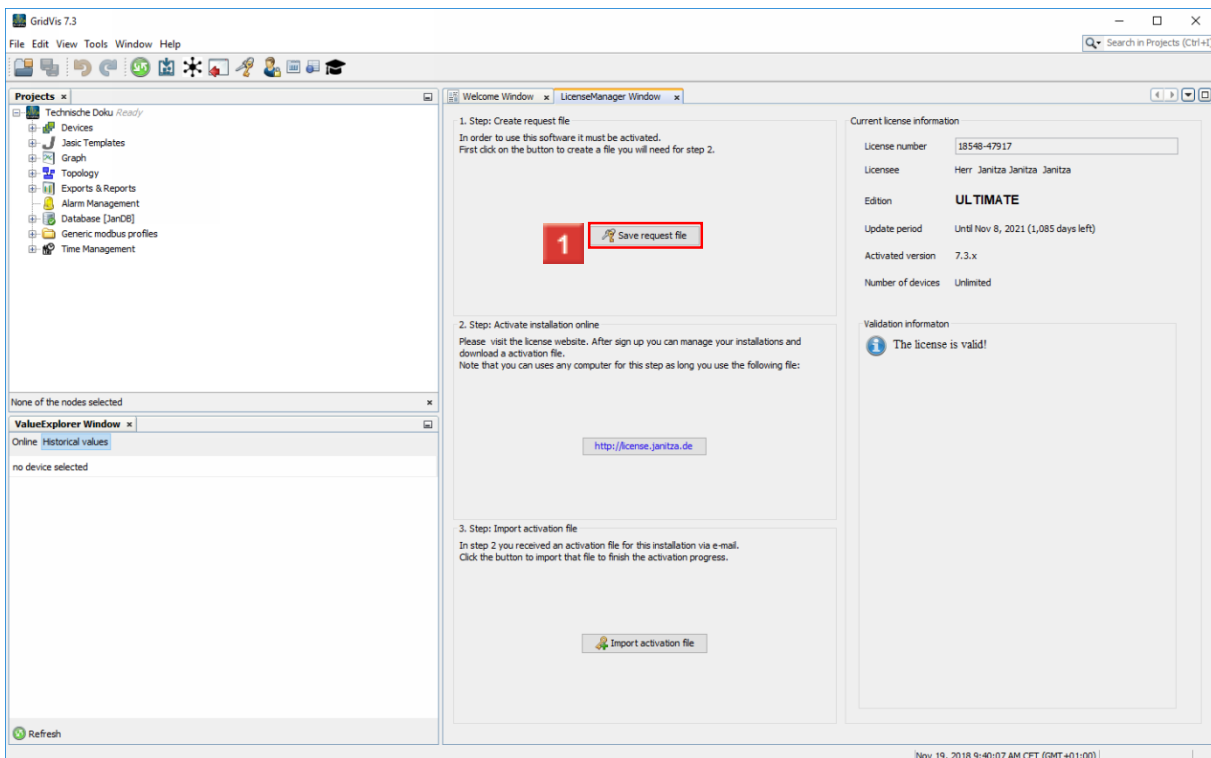 GridVis 7.3
File Edit View Tools Window Help
Search in Projects (Ctrl+I)
Projects
Technische Doku Ready
Devices
Jasic Templates
Graph
Topology
Exports & Reports
Alarm Management
Database [JanDB]
Generic modbus profiles
Time Management
None of the nodes selected
ValueExplorer Window
Online Historical values
no device selected
Refresh
Welcome Window LicenseManager Window
1. Step: Create request file
In order to use this software it must be activated.
First click on the button to create a file you will need for step 2.
1 Save request file
2. Step: Activate installation online
Please visit the license website. After sign up you can manage your installations and
download a activation file.
Note that you can uses any computer for this step as long you use the following file:
http://license.janitza.de
3. Step: Import activation file
In step 2 you received an activation file for this installation via e-mail.
Click the button to import that file to finish the activation progress.
Import activation file
Current license information
License number 18548-47917
Licensee Herr Janitza Janitza Janitza
Edition ULTIMATE
Update period Until Nov 8, 2021 (1,085 days left)
Activated version 7.3.x
Number of devices Unlimited
Validation informaton
The license is valid!
Nov 19, 2018 9:40:07 AM CET (GMT+01:00)